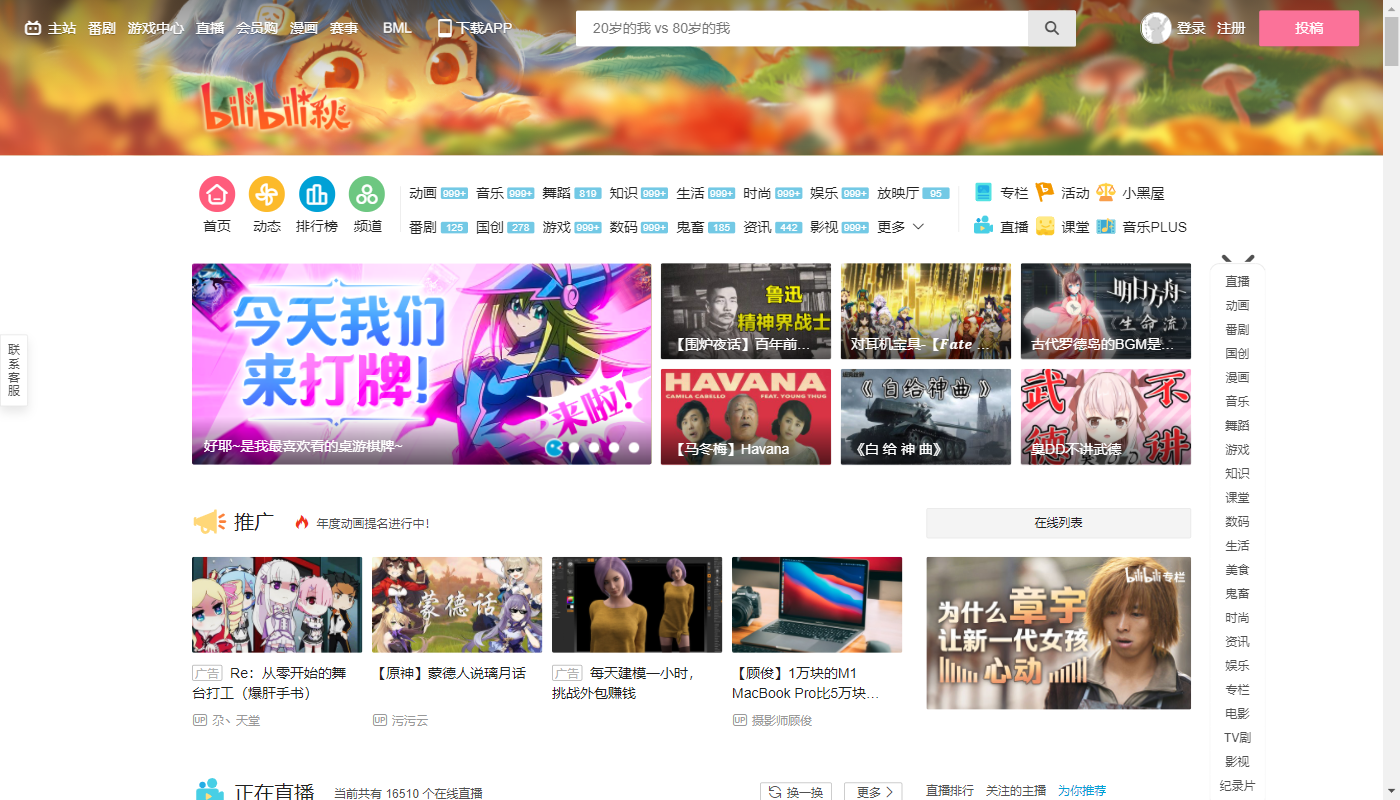 主站 番剧 游戏中心 直播 会员购 漫画 赛事 BML 下载APP
20岁的我 vs 80岁的我
登录 注册 投稿
bilibili秋
首页 动态 排行榜 频道
动画 999+ 音乐 999+ 舞蹈 819 知识 999+ 生活 999+ 时尚 999+ 娱乐 999+ 放映厅 95
番剧 125 国创 278 游戏 999+ 数码 999+ 鬼畜 185 资讯 442 影视 999+ 更多
专栏 活动 小黑屋
直播 课堂 音乐PLUS
今天我们
来打牌!
来啦!
好耶~是我最喜欢看的桌游棋牌~
鲁迅
精神界战士
【围炉夜话】百年前...
对耳机宝具-【Fate ...
明日方舟
《生命流》
古代罗德岛的BGM是...
HAVANA
CAMILA CABELLO FEAT. YOUNG THUG
【马冬梅】Havana
《白给神曲》
《白 给 神 曲》
武德 不讲
莫DD不讲武德
联系客服
直播
动画
番剧
国创
漫画
音乐
舞蹈
游戏
知识
课堂
数码
生活
美食
鬼畜
时尚
资讯
娱乐
专栏
电影
TV剧
影视
纪录片
推广 年度动画提名进行中！
在线列表
蒙德话
bilibili 专栏
为什么章宇
让新一代女孩
心动
广告 Re：从零开始的舞
台打工（爆肝手书）
UP 尕丶天堂
【原神】蒙德人说璃月话
UP 污污云
广告 每天建模一小时，
挑战外包赚钱
【顾俊】1万块的M1
MacBook Pro比5万块...
UP 摄影师顾俊
正在直播 当前共有 16510 个在线直播
换一换 更多
直播排行 关注的主播 为你推荐